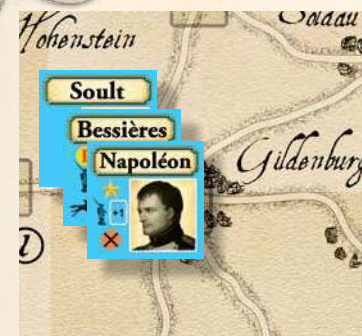 Soldau
Hohenstein
Soult
Bessières
Napoléon
+1
Gildenburg